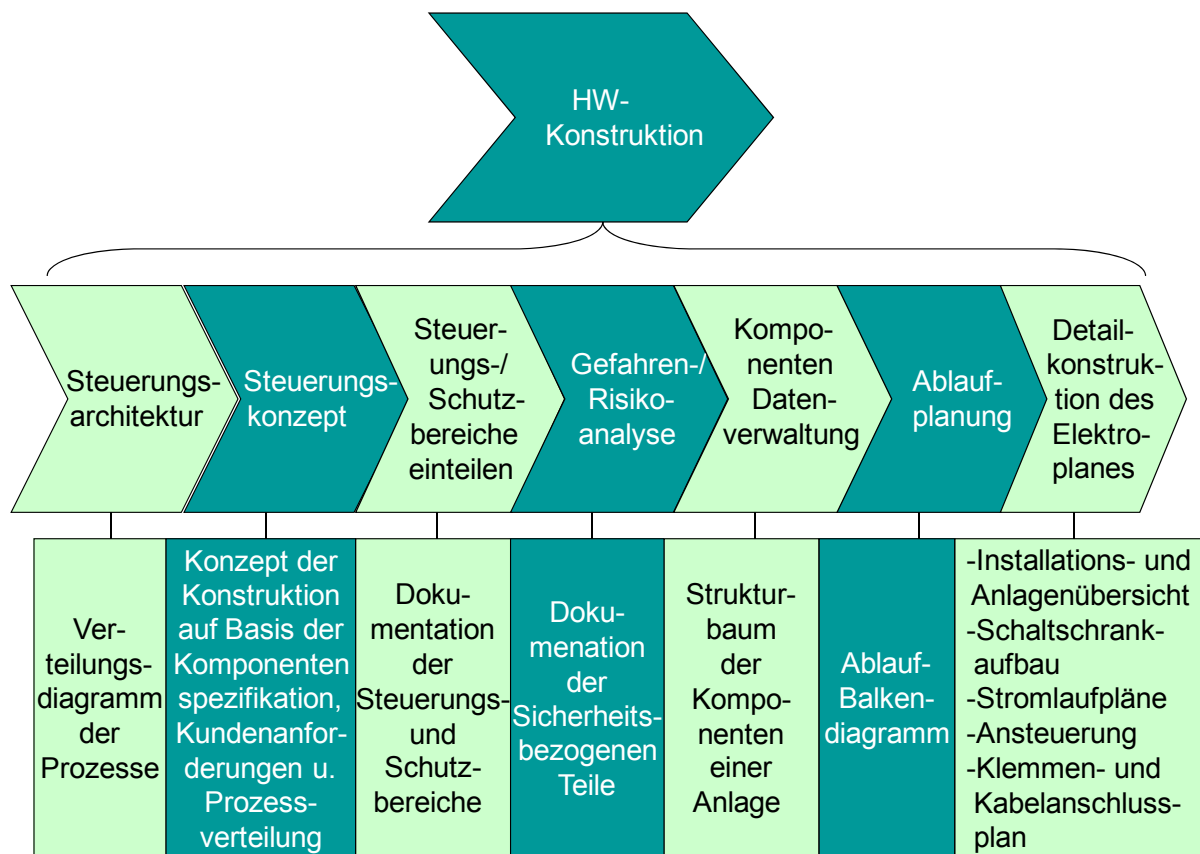 HW-
Konstruktion
Steuerungs-
architektur
Steuerungs-
konzept
Steuer-
ungs-/
Schutz-
bereiche
einteilen
Gefahren-/
Risiko-
analyse
Kompo-
nenten
Daten-
verwaltung
Ablauf-
planung
Detail-
konstruk-
tion des
Elektro-
planes
Ver-
teilungs-
diagramm
der
Prozesse
Konzept der
Konstruktion
auf Basis der
Komponenten
spezifikation,
Kundenanfor-
derungen u.
Prozess-
verteilung
Doku-
mentation
der
Steuerungs-
und
Schutz-
bereiche
Doku-
menation
der
Sicherheits-
bezogenen
Teile
Struktur-
baum
der
Kompo-
nenten
einer
Anlage
Ablauf-
Balken-
diagramm
-Installations- und
Anlagenübersicht
-Schaltschrank-
aufbau
-Stromlaufpläne
-Ansteuerung
-Klemmen- und
Kabelanschluss-
plan